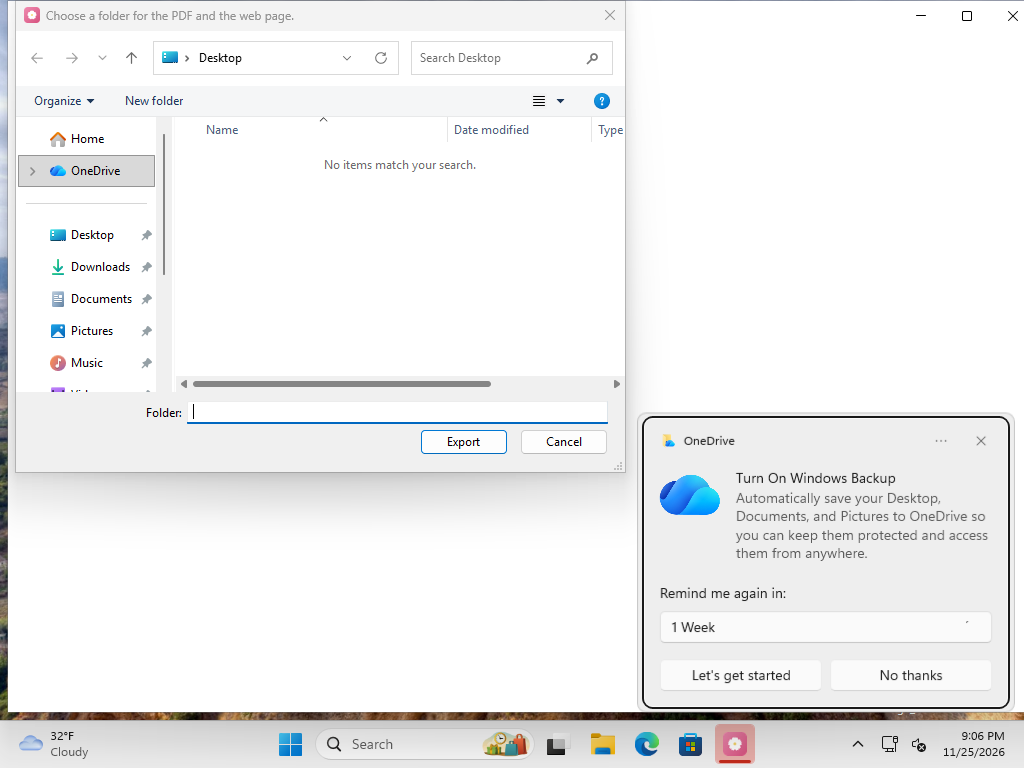 Choose a folder for the PDF and the web page.
Desktop
Search Desktop
Organize
New folder
Name
Date modified
Type
Home
OneDrive
No items match your search.
Desktop
Downloads
Documents
Pictures
Music
Folder:
Export
Cancel
OneDrive
Turn On Windows Backup
Automatically save your Desktop,
Documents, and Pictures to OneDrive so
you can keep them protected and access
them from anywhere.
Remind me again in:
1 Week
Let's get started
No thanks
32°F
Cloudy
Search
9:06 PM
11/25/2026